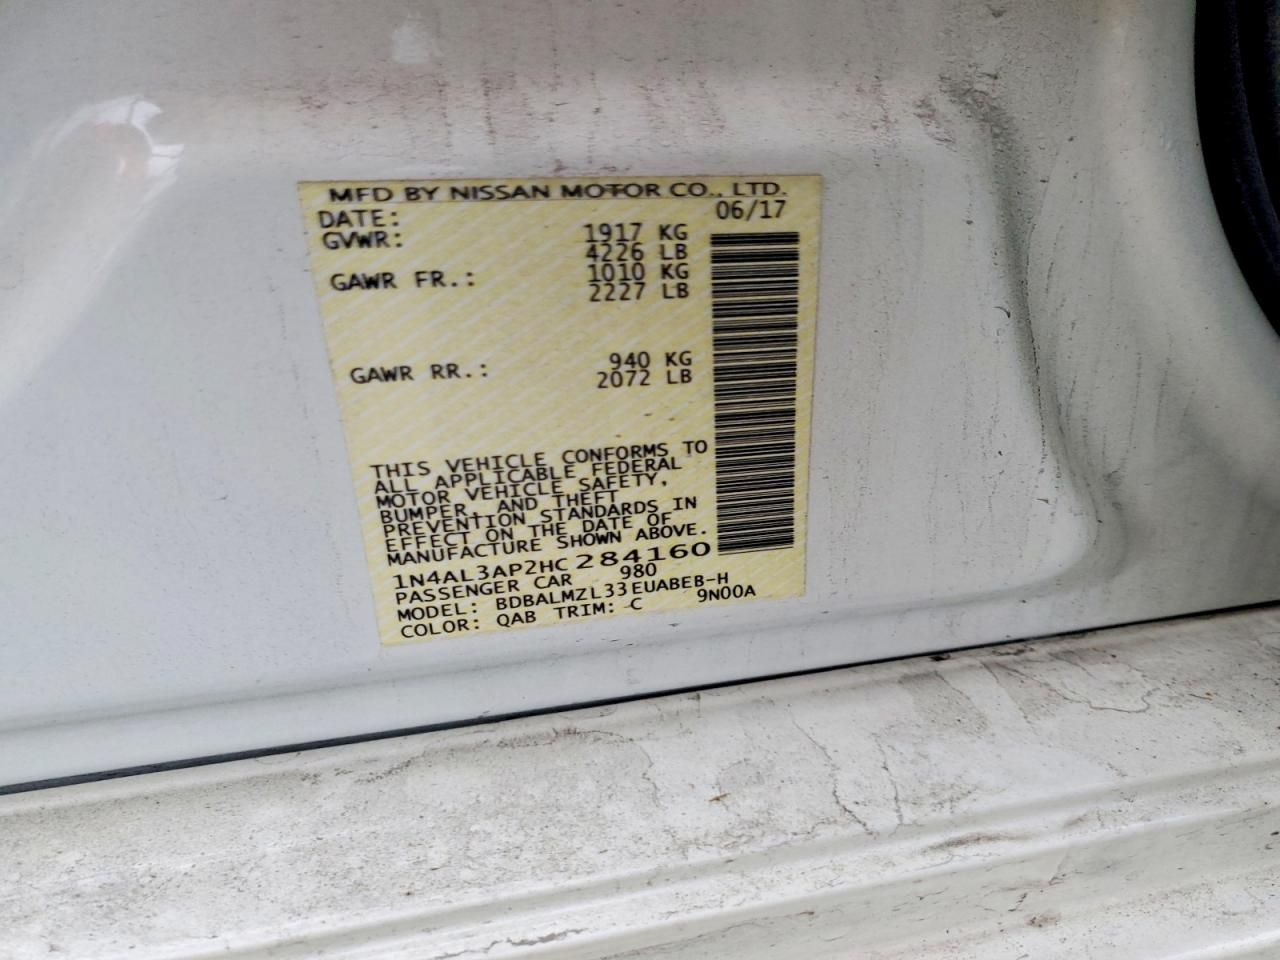 MFD BY NISSAN MOTOR CO., LTD.
DATE: 06/17
GVWR: 1917 KG
4226 LB
GAWR FR.: 1010 KG
2227 LB
GAWR RR.: 940 KG
2072 LB
THIS VEHICLE CONFORMS TO
ALL APPLICABLE FEDERAL
MOTOR VEHICLE SAFETY,
BUMPER, AND THEFT
PREVENTION STANDARDS IN
EFFECT ON THE DATE OF
MANUFACTURE SHOWN ABOVE.
1N4AL3AP2HC284160
PASSENGER CAR 980
MODEL: BDBALMZL33EUABEB-H
COLOR: QAB TRIM: C 9N00A